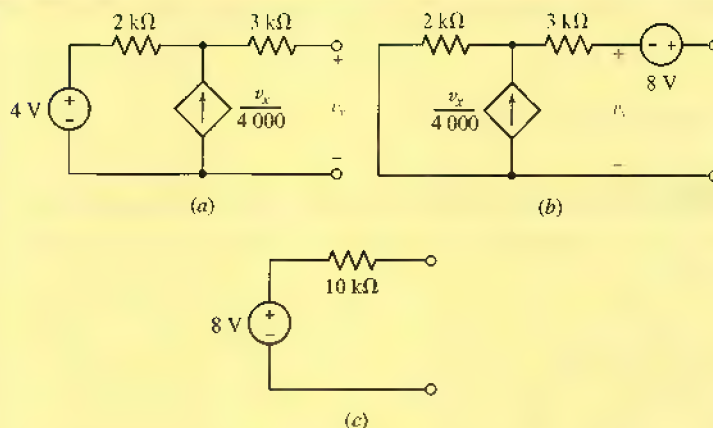 2 kΩ 3 kΩ
4 V + - v_x / 4 000 + v_x -
(a)
2 kΩ 3 kΩ + - + 8 V
v_x / 4 000 v_x -
(b)
10 kΩ
8 V + -
(c)